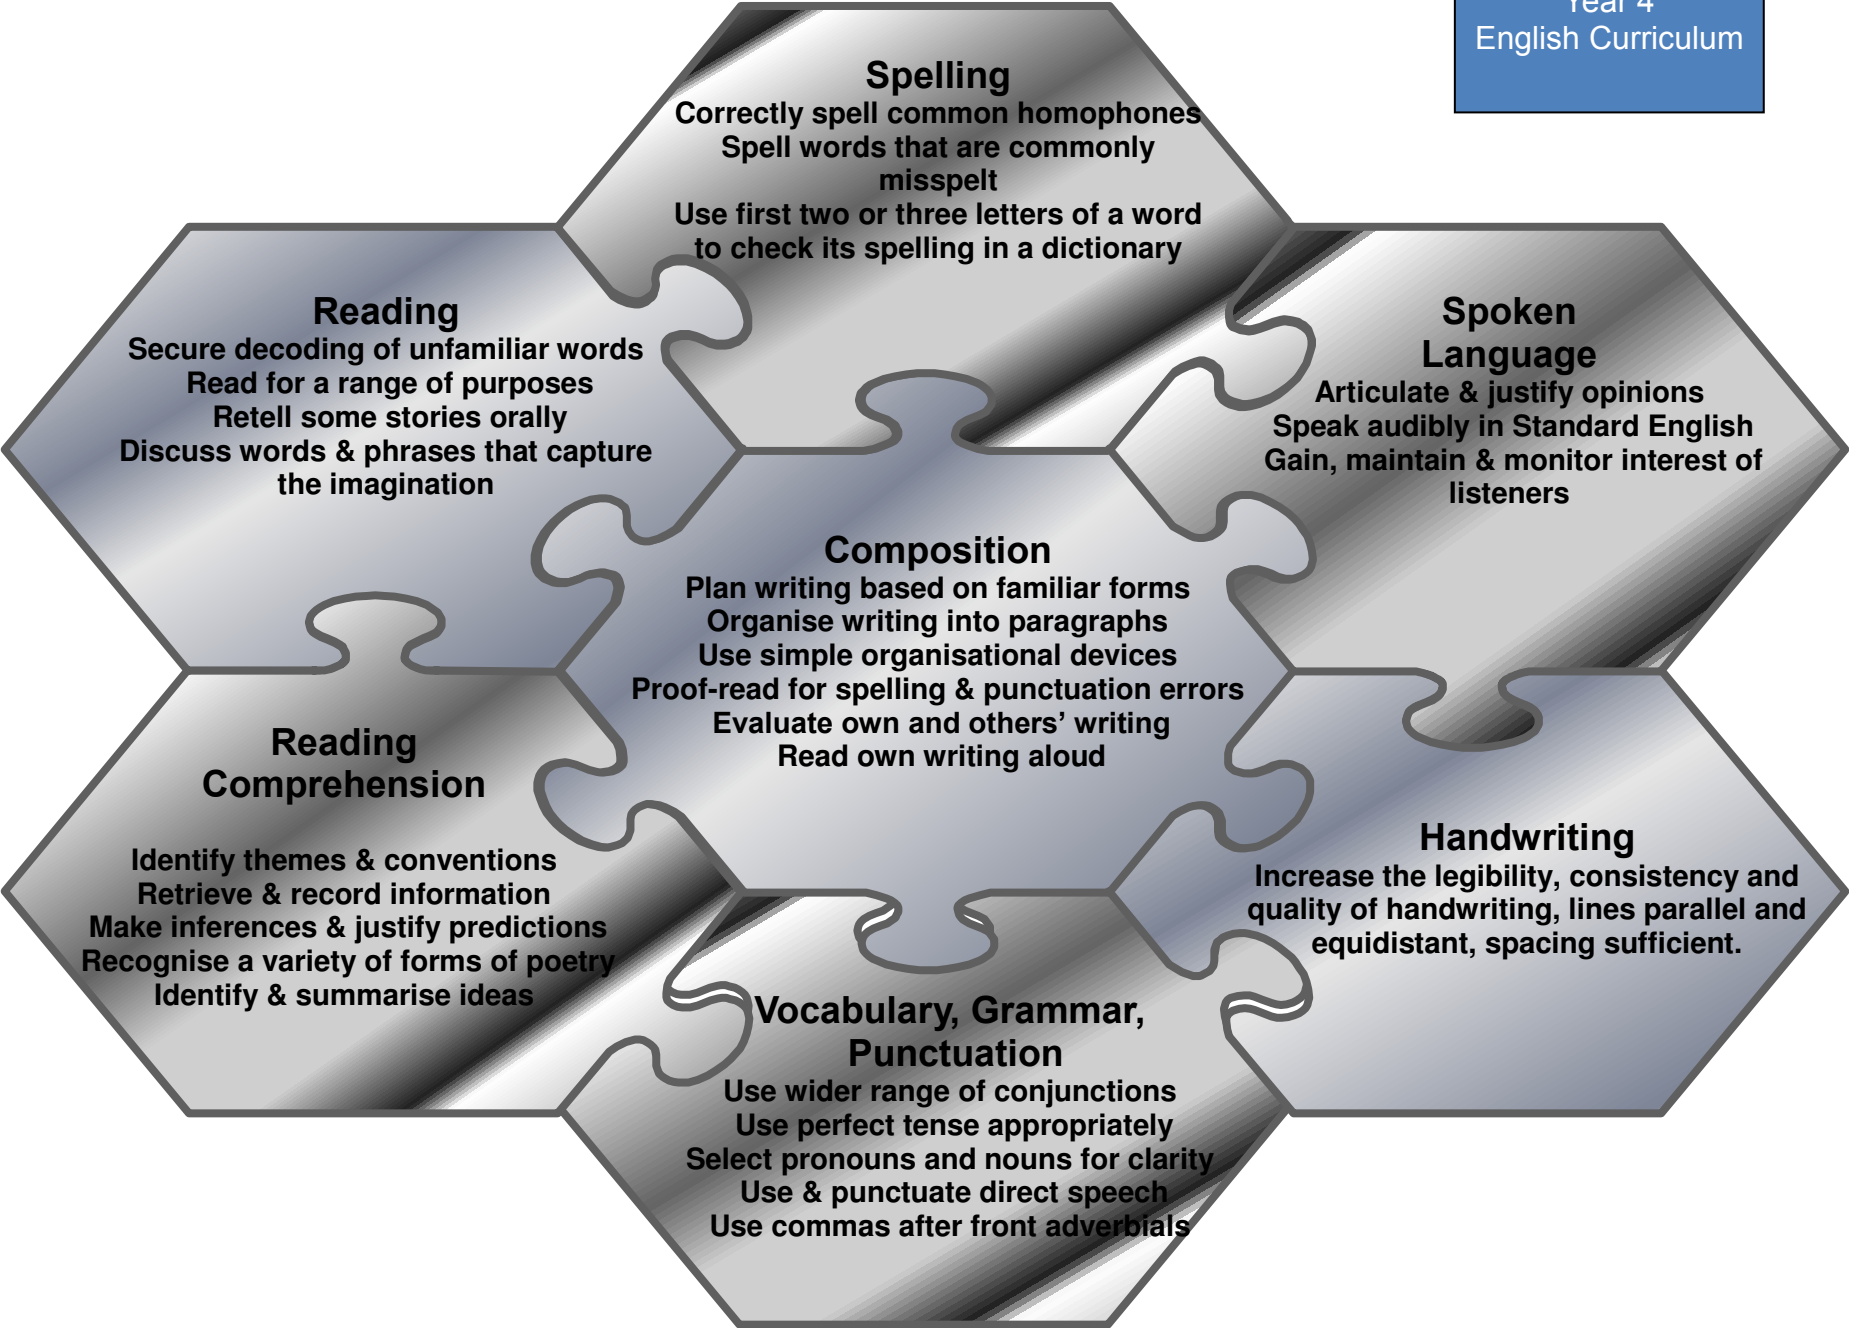 Year 4
English Curriculum
Spelling
Correctly spell common homophones
Spell words that are commonly
misspelt
Use first two or three letters of a word
to check its spelling in a dictionary
Reading
Secure decoding of unfamiliar words
Read for a range of purposes
Retell some stories orally
Discuss words & phrases that capture
the imagination
Spoken
Language
Articulate & justify opinions
Speak audibly in Standard English
Gain, maintain & monitor interest of
listeners
Composition
Plan writing based on familiar forms
Organise writing into paragraphs
Use simple organisational devices
Proof-read for spelling & punctuation errors
Evaluate own and others’ writing
Read own writing aloud
Reading
Comprehension
Identify themes & conventions
Retrieve & record information
Make inferences & justify predictions
Recognise a variety of forms of poetry
Identify & summarise ideas
Handwriting
Increase the legibility, consistency and
quality of handwriting, lines parallel and
equidistant, spacing sufficient.
Vocabulary, Grammar,
Punctuation
Use wider range of conjunctions
Use perfect tense appropriately
Select pronouns and nouns for clarity
Use & punctuate direct speech
Use commas after front adverbials